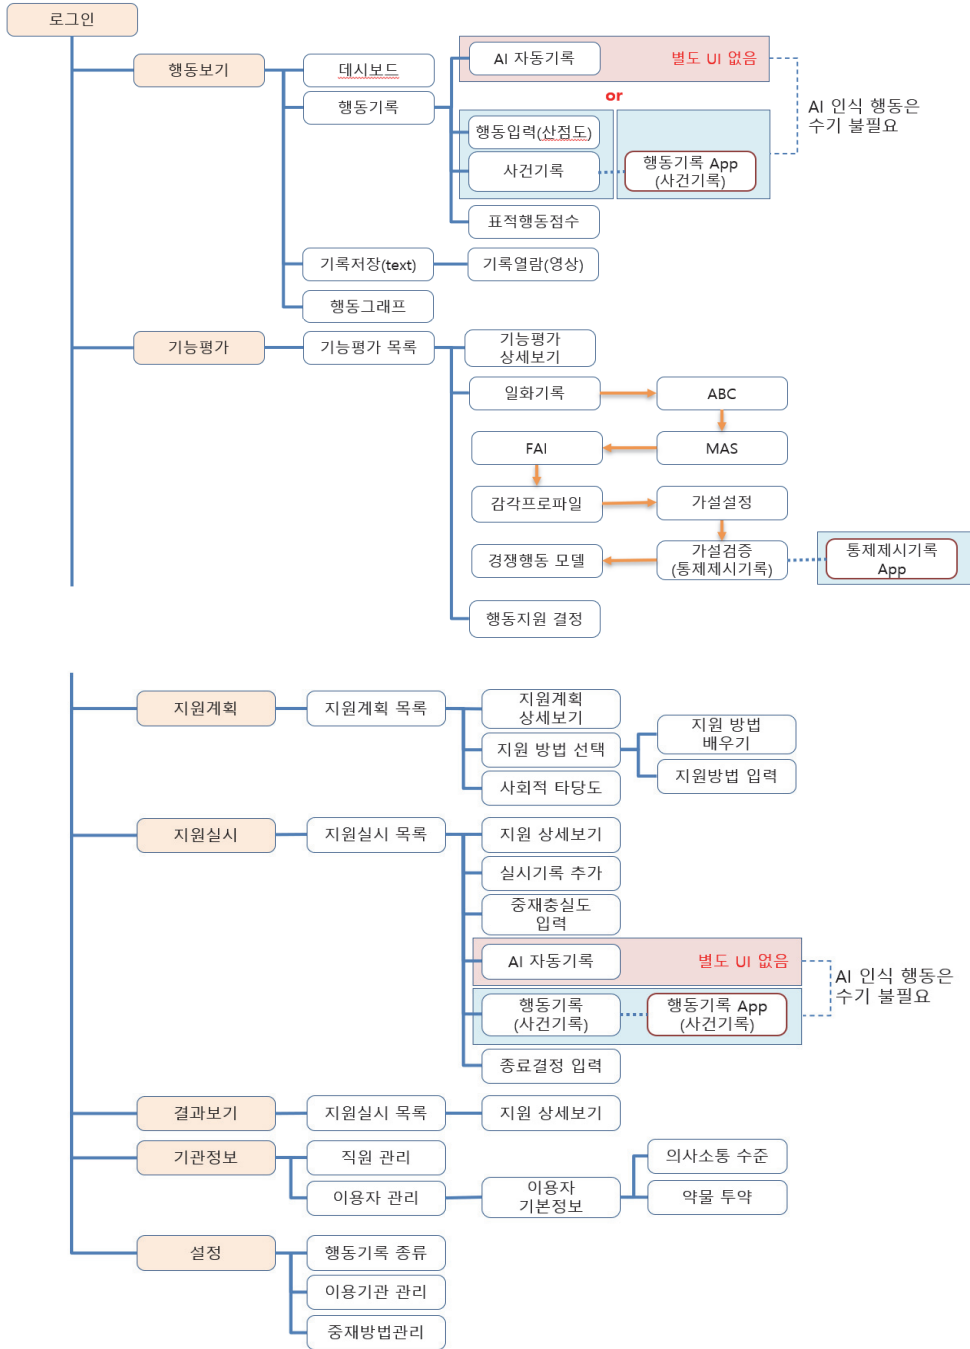 로그인
행동보기
데시보드
행동기록
AI 자동기록
별도 UI 없음
or
행동입력(산점도)
사건기록
행동기록 App
(사건기록)
AI 인식 행동은
수기 불필요
표적행동점수
기록저장(text)
기록열람(영상)
행동그래프
기능평가
기능평가 목록
기능평가
상세보기
일화기록
ABC
FAI
MAS
감각프로파일
가설설정
경쟁행동 모델
가설검증
(통제제시기록)
통제제시기록
App
행동지원 결정
지원계획
지원계획 목록
지원계획
상세보기
지원 방법 선택
지원 방법
배우기
지원방법 입력
사회적 타당도
지원실시
지원실시 목록
지원 상세보기
실시기록 추가
중재충실도
입력
AI 자동기록
별도 UI 없음
행동기록
(사건기록)
행동기록 App
(사건기록)
AI 인식 행동은
수기 불필요
종료결정 입력
결과보기
지원실시 목록
지원 상세보기
기관정보
직원 관리
이용자 관리
이용자
기본정보
의사소통 수준
약물 투약
설정
행동기록 종류
이용기관 관리
중재방법관리